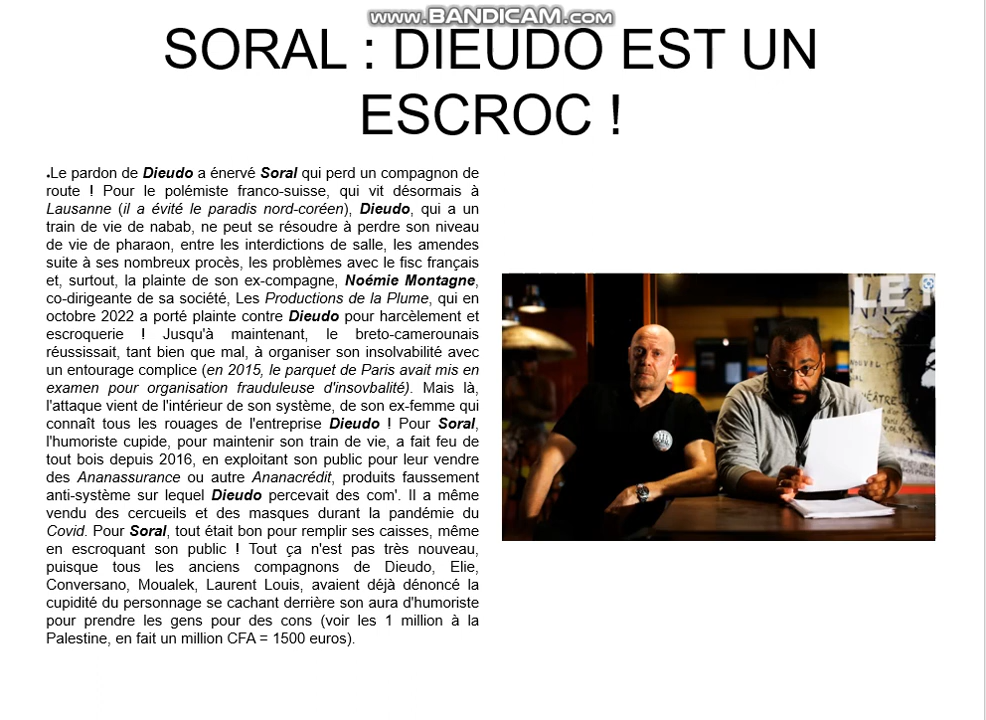 www.BANDICAM.com
SORAL : DIEUDO EST UN
ESCROC !
•Le pardon de Dieudo a énervé Soral qui perd un compagnon de
route ! Pour le polémiste franco-suisse, qui vit désormais à
Lausanne (il a évité le paradis nord-coréen), Dieudo, qui a un
train de vie de nabab, ne peut se résoudre à perdre son niveau
de vie de pharaon, entre les interdictions de salle, les amendes
suite à ses nombreux procès, les problèmes avec le fisc français
et, surtout, la plainte de son ex-compagne, Noémie Montagne,
co-dirigeante de sa société, Les Productions de la Plume, qui en
octobre 2022 a porté plainte contre Dieudo pour harcèlement et
escroquerie ! Jusqu'à maintenant, le breto-camerounais
réussissait, tant bien que mal, à organiser son insolvabilité avec
un entourage complice (en 2015, le parquet de Paris avait mis en
examen pour organisation frauduleuse d'insovbalité). Mais là,
l'attaque vient de l'intérieur de son système, de son ex-femme qui
connaît tous les rouages de l'entreprise Dieudo ! Pour Soral,
l'humoriste cupide, pour maintenir son train de vie, a fait feu de
tout bois depuis 2016, en exploitant son public pour leur vendre
des Ananassurance ou autre Ananacrédit, produits faussement
anti-système sur lequel Dieudo percevait des com'. Il a même
vendu des cercueils et des masques durant la pandémie du
Covid. Pour Soral, tout était bon pour remplir ses caisses, même
en escroquant son public ! Tout ça n'est pas très nouveau,
puisque tous les anciens compagnons de Dieudo, Elie,
Conversano, Moualek, Laurent Louis, avaient déjà dénoncé la
cupidité du personnage se cachant derrière son aura d'humoriste
pour prendre les gens pour des cons (voir les 1 million à la
Palestine, en fait un million CFA = 1500 euros).